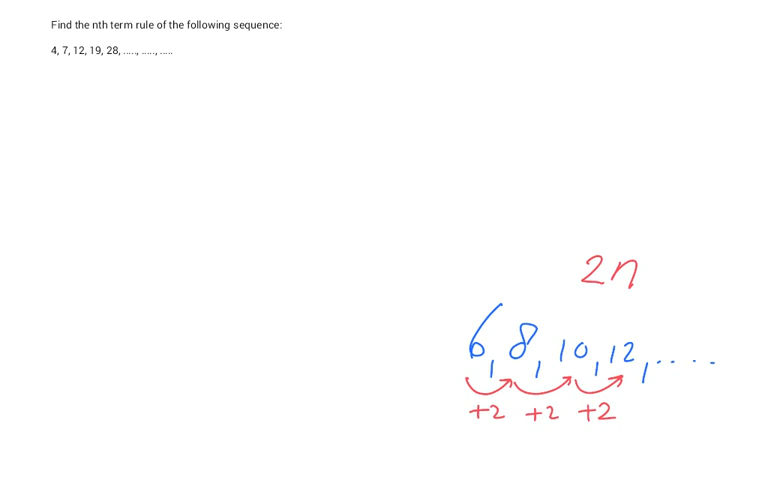 Find the nth term rule of the following sequence:
4, 7, 12, 19, 28, ....., ....., .....
2n
6, 8, 10, 12, ....
+2 +2 +2